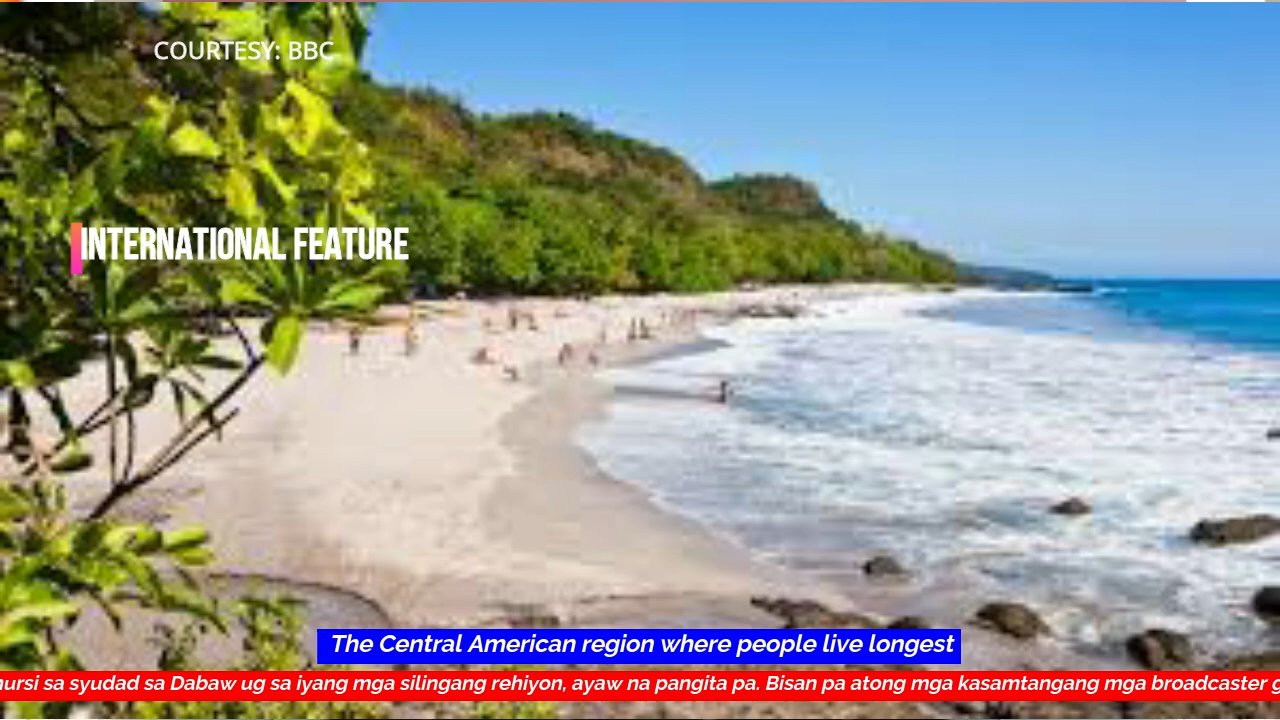 COURTESY: BBC
INTERNATIONAL FEATURE
The Central American region where people live longest
sa syudad sa Dabaw ug sa iyang mga silingang rehiyon, ayaw na pangita pa. Bisan pa atong mga kasamtangang mga broadcaster